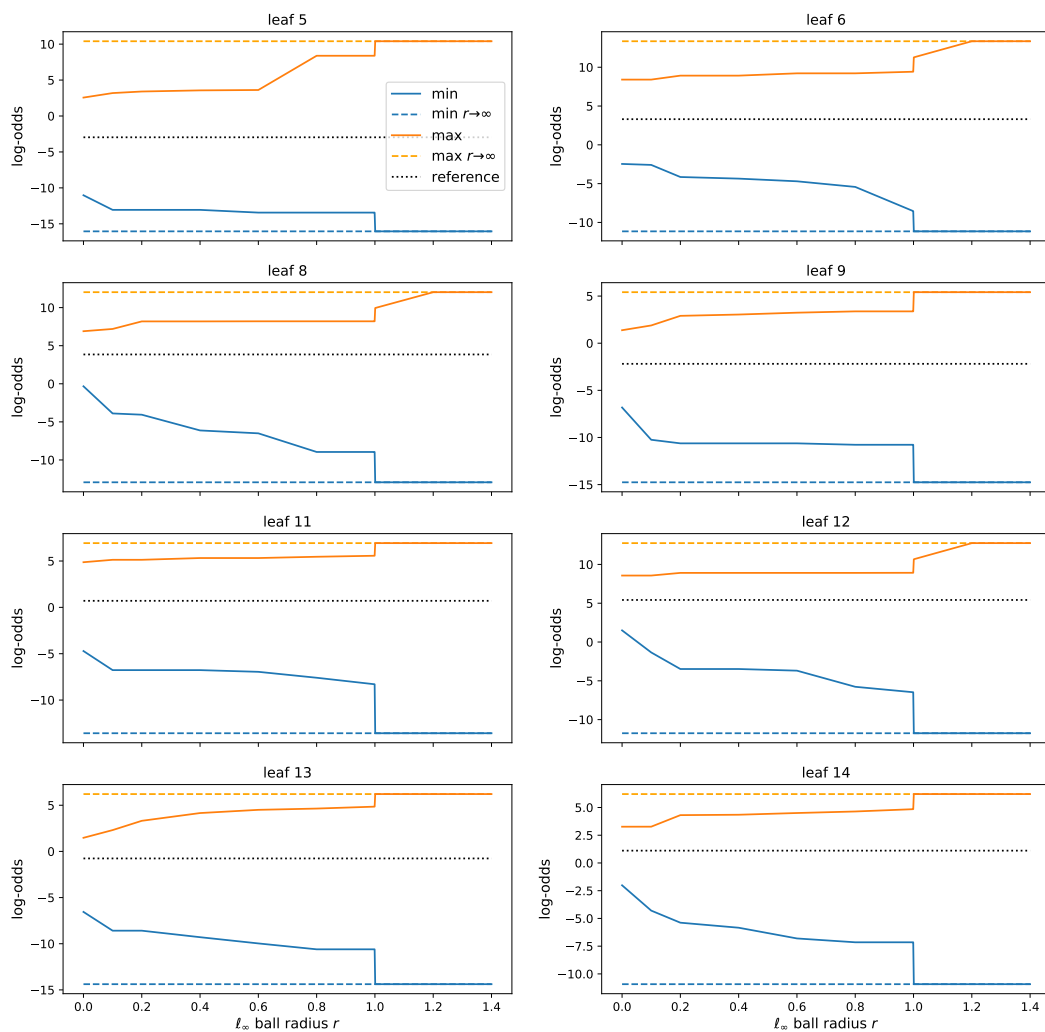 leaf 5
log-odds
10
5
0
−5
−10
−15
min
min r→∞
max
max r→∞
reference
leaf 6
log-odds
10
5
0
−5
−10
leaf 8
log-odds
10
5
0
−5
−10
leaf 9
log-odds
5
0
−5
−10
−15
leaf 11
log-odds
5
0
−5
−10
leaf 12
log-odds
10
5
0
−5
−10
leaf 13
log-odds
5
0
−5
−10
−15
0.0 0.2 0.4 0.6 0.8 1.0 1.2 1.4
ℓ∞ ball radius r
leaf 14
log-odds
5.0
2.5
0.0
−2.5
−5.0
−7.5
−10.0
0.0 0.2 0.4 0.6 0.8 1.0 1.2 1.4
ℓ∞ ball radius r